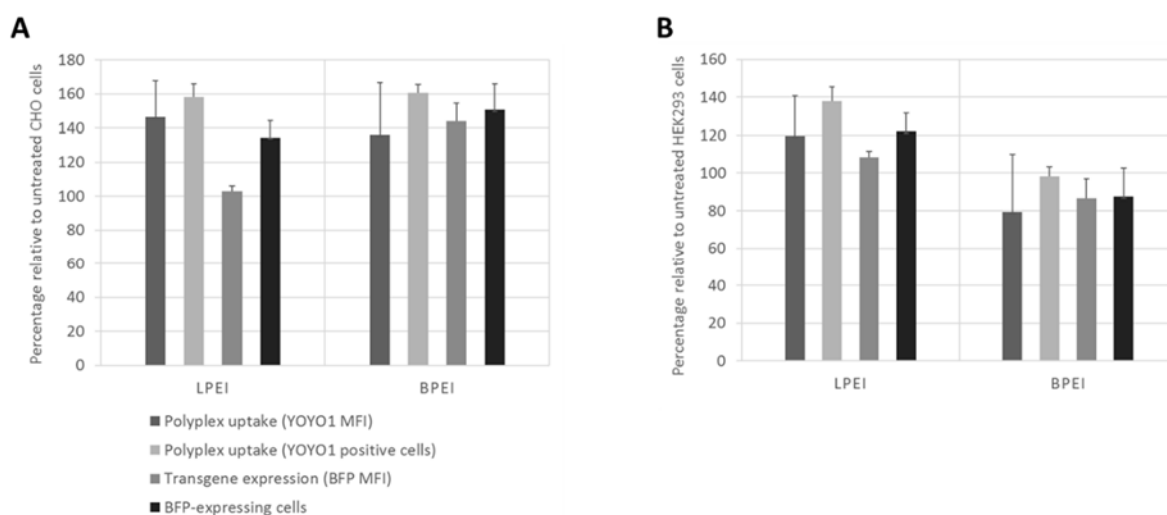 A
Percentage relative to untreated CHO cells
180
160
140
120
100
80
60
40
20
0
LPEI
BPEI
Polyplex uptake (YOYO1 MFI)
Polyplex uptake (YOYO1 positive cells)
Transgene expression (BFP MFI)
BFP-expressing cells
B
Percentage relative to untreated HEK293 cells
160
140
120
100
80
60
40
20
0
LPEI
BPEI